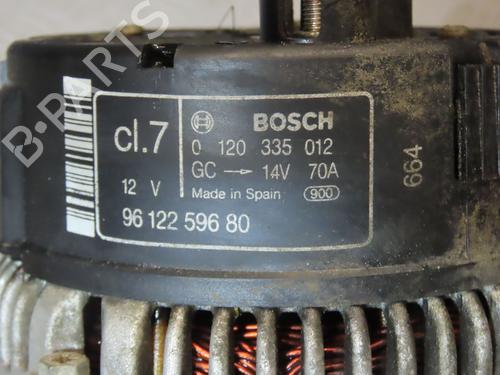 B-PARTS
cl.7
BOSCH
0 120 335 012
GC → 14V 70A
12 V
Made in Spain 900
96 122 596 80
664